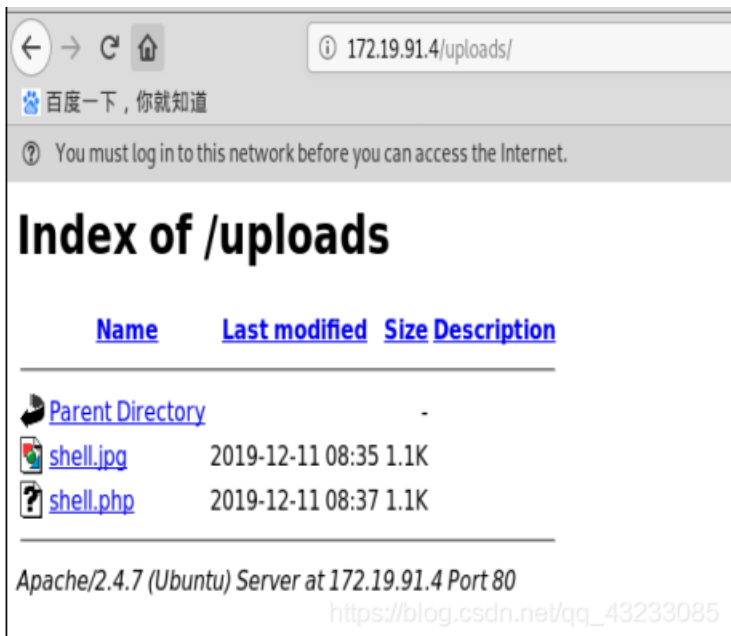 172.19.91.4/uploads/
百度一下，你就知道
You must log in to this network before you can access the Internet.
Index of /uploads
Name Last modified Size Description
Parent Directory -
shell.jpg 2019-12-11 08:35 1.1K
shell.php 2019-12-11 08:37 1.1K
Apache/2.4.7 (Ubuntu) Server at 172.19.91.4 Port 80
https://blog.csdn.net/qq_43233085